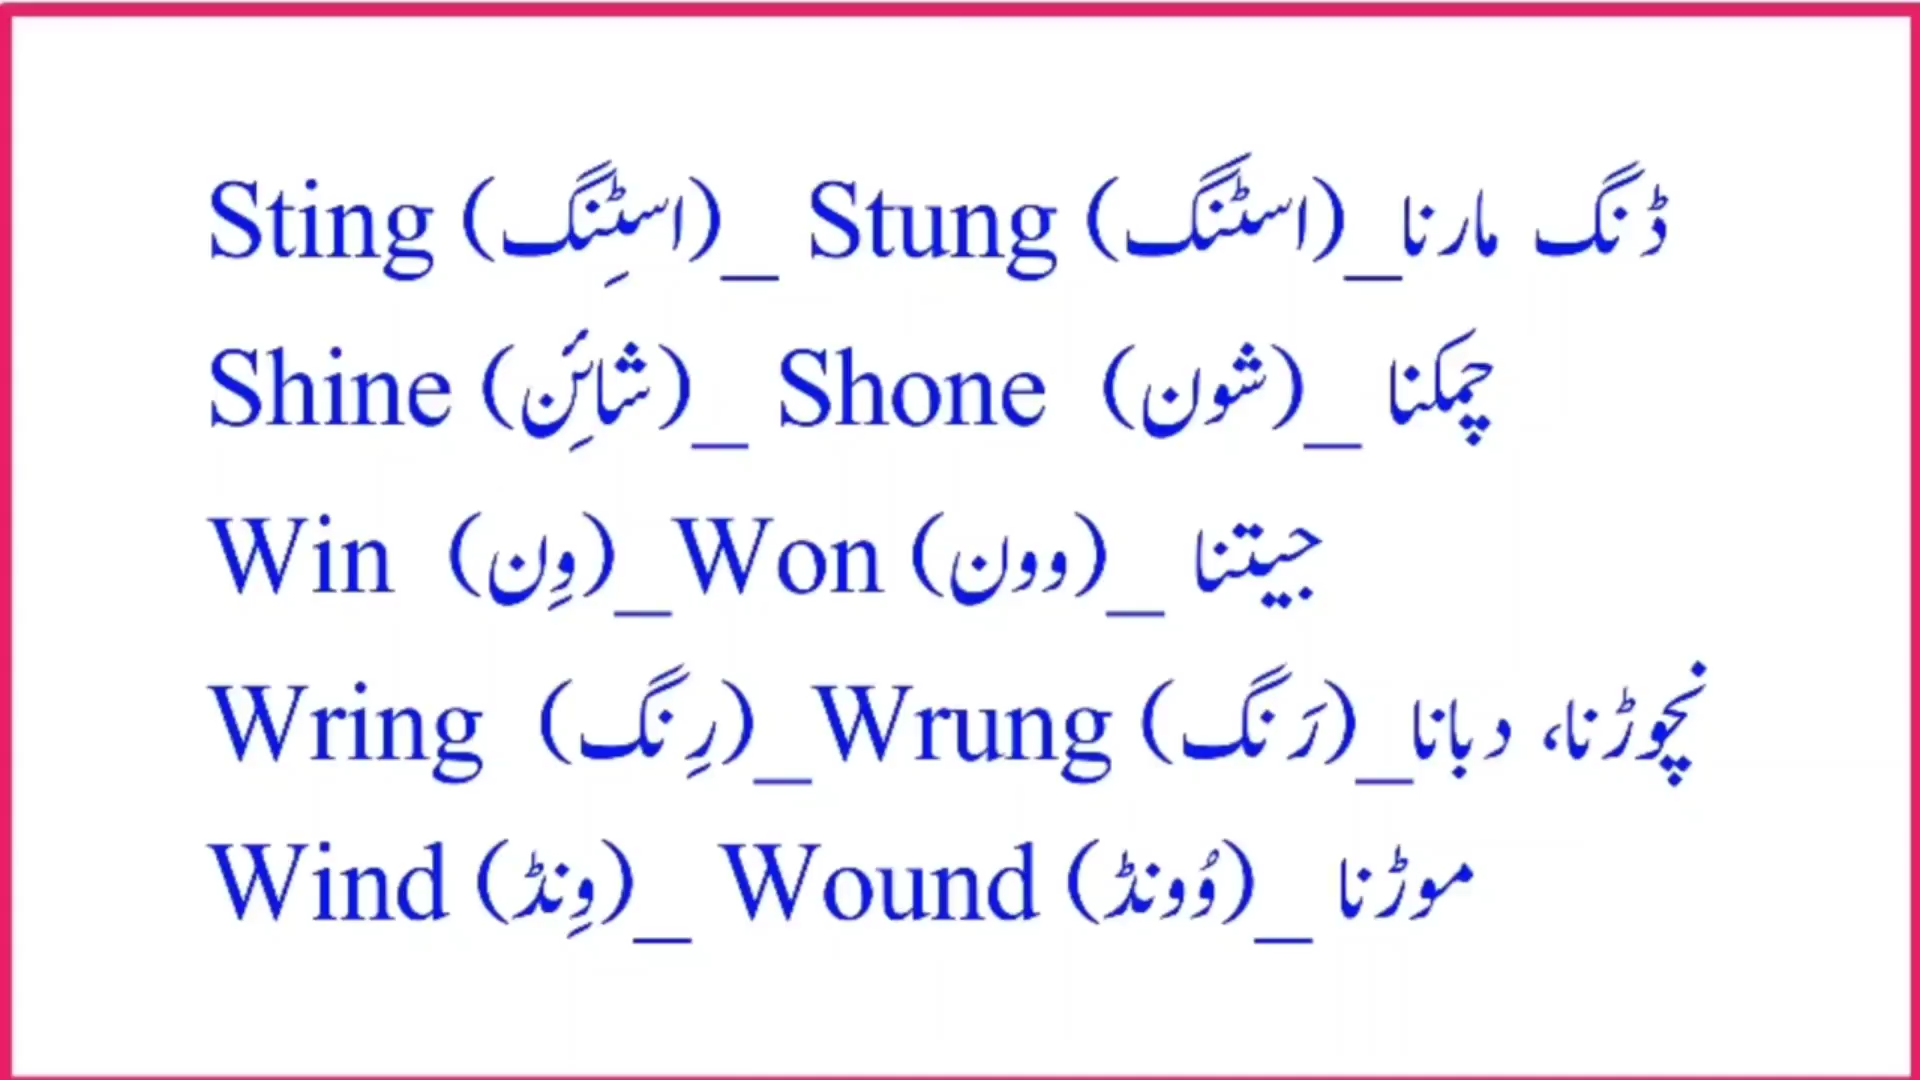 Sting (اسٹِنگ)_ Stung (اسٹنگ)_ڈنگ مارنا
Shine (شائِن)_ Shone (شون)_ چمکنا
Win (وِن)_Won (وون)_ جیتنا
Wring (رِنگ)_Wrung (رَنگ)_نچوڑنا، دبانا
Wind (وِنڈ)_ Wound (وُونڈ)_ موڑنا